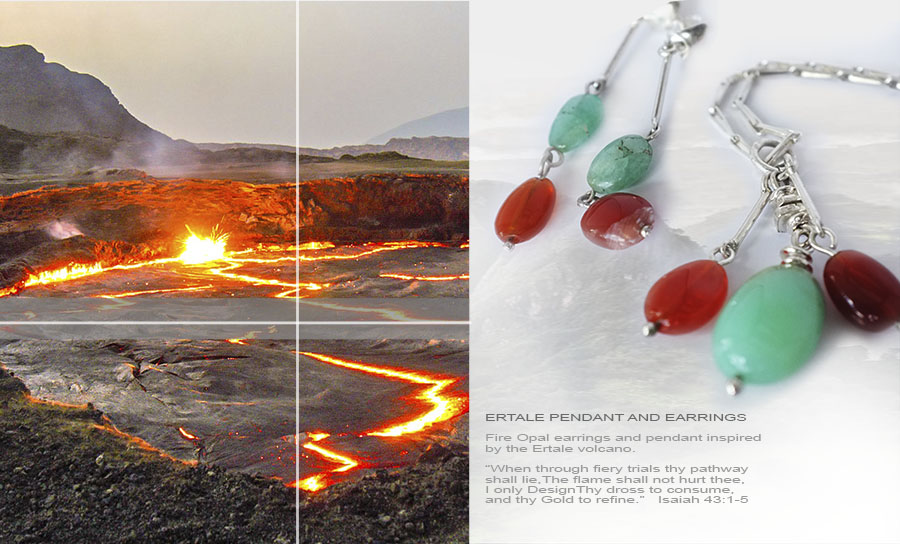 ERTALE PENDANT AND EARRINGS
Fire Opal earrings and pendant inspired
by the Ertale volcano.
"When through fiery trials thy pathway
shall lie,The flame shall not hurt thee,
I only DesignThy dross to consume,
and thy Gold to refine." Isaiah 43:1-5